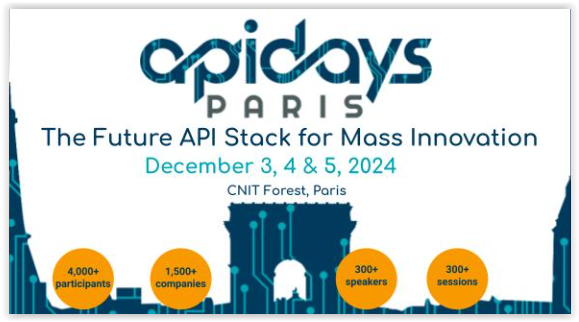 apidays
PARIS
The Future API Stack for Mass Innovation
December 3, 4 & 5, 2024
CNIT Forest, Paris
4,000+
participants
1,500+
companies
300+
speakers
300+
sessions